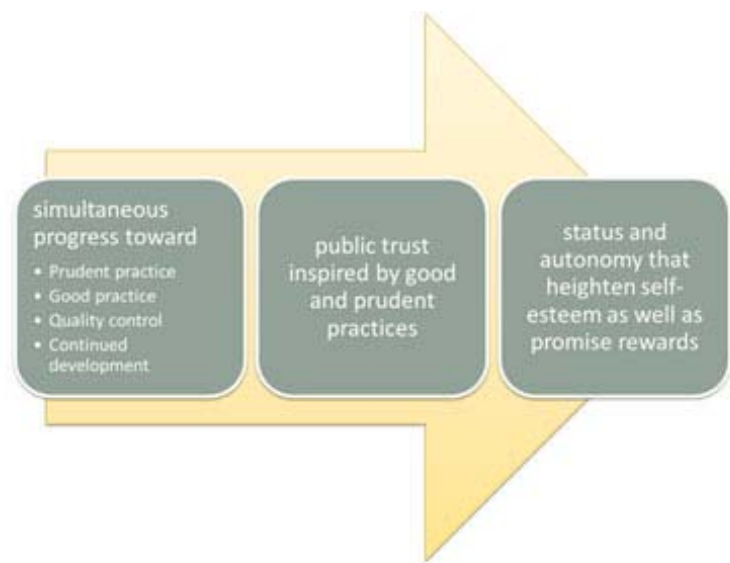 simultaneous
progress toward
• Prudent practice
• Good practice
• Quality control
• Continued
development
public trust
inspired by good
and prudent
practices
status and
autonomy that
heighten self-
esteem as well as
promise rewards